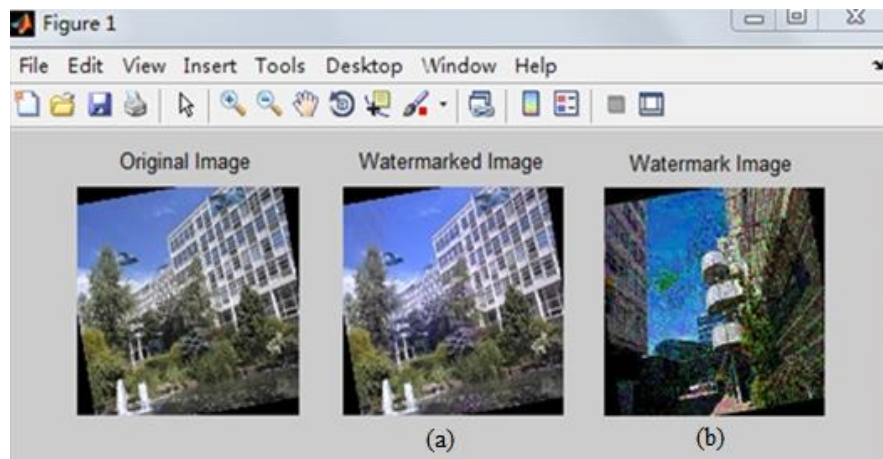 Figure 1
File Edit View Insert Tools Desktop Window Help
Original Image
Watermarked Image
Watermark Image
(a)
(b)